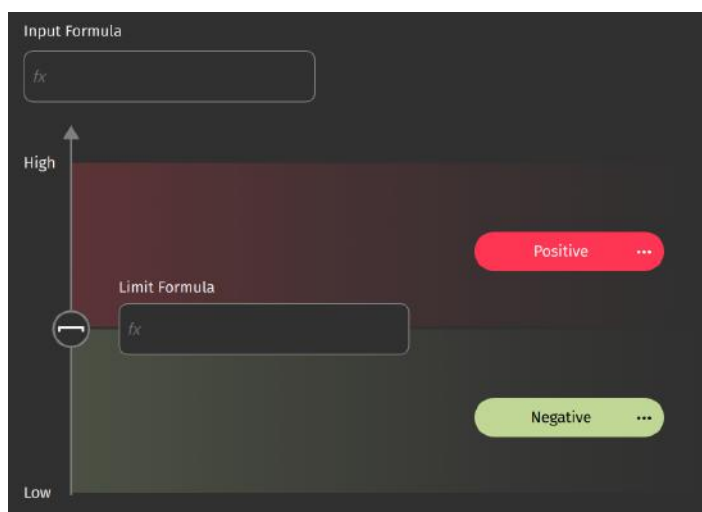 Input Formula
fx
High
Positive ...
Limit Formula
fx
Negative ...
Low